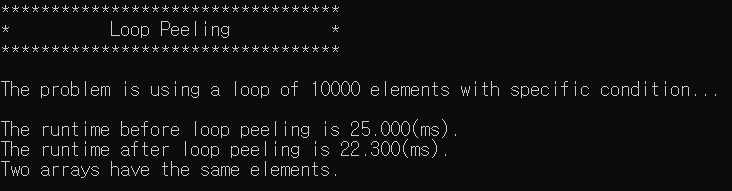 **********************************
*          Loop Peeling          *
**********************************
The problem is using a loop of 10000 elements with specific condition...
The runtime before loop peeling is 25.000(ms).
The runtime after loop peeling is 22.300(ms).
Two arrays have the same elements.